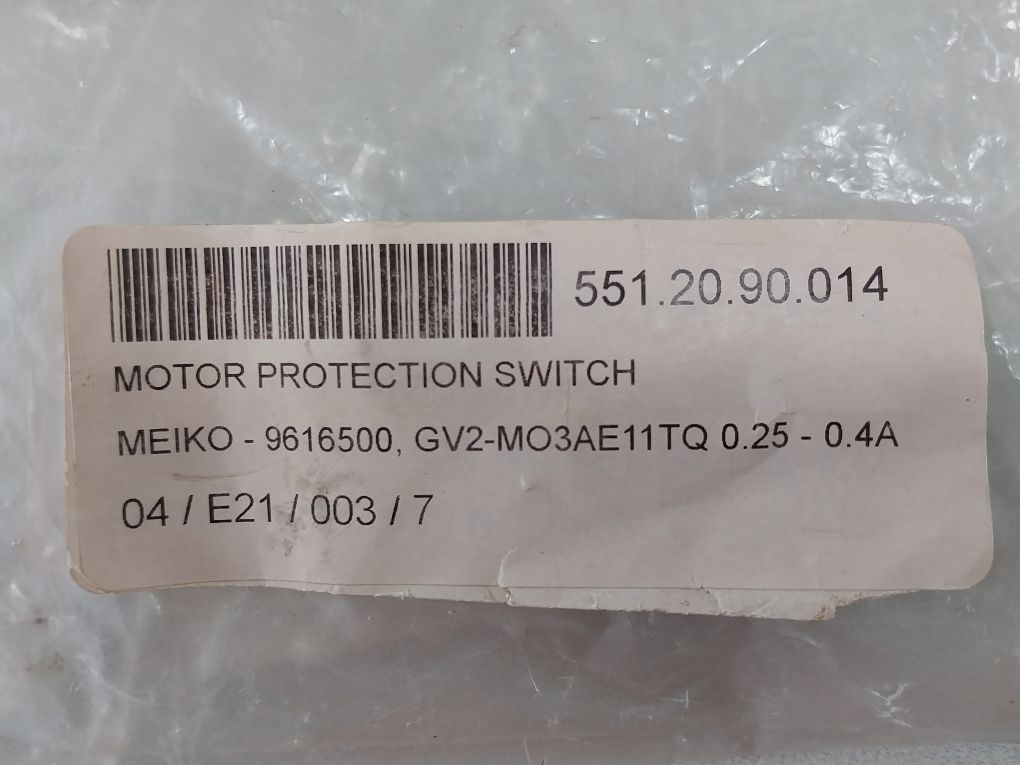 551.20.90.014
MOTOR PROTECTION SWITCH
MEIKO - 9616500, GV2-MO3AE11TQ 0.25 - 0.4A
04 / E21 / 003 / 7